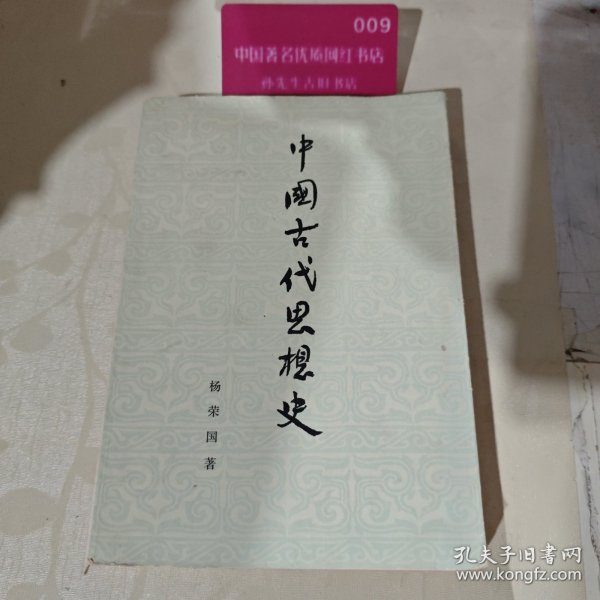 009
中国著名优质网红书店
孙先生古旧书店
中國古代思想史
杨荣国著
孔夫子旧书网
www.kongfz.com